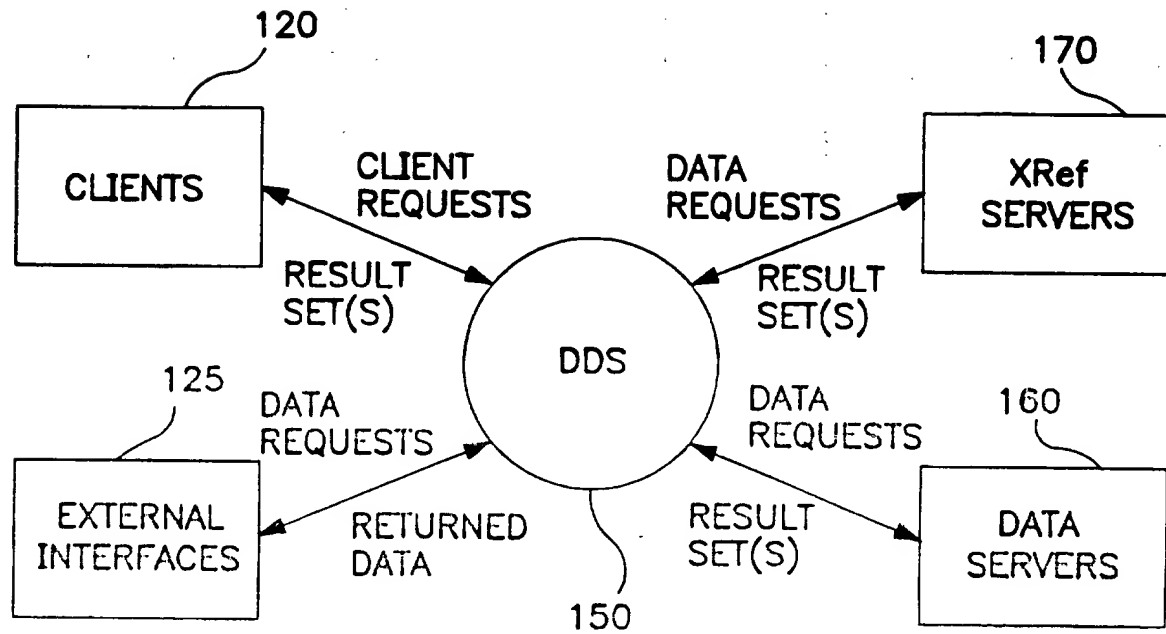 120
170
CLIENTS
CLIENT
REQUESTS
DATA
REQUESTS
XRef
SERVERS
RESULT
SET(S)
RESULT
SET(S)
DDS
125
DATA
REQUESTS
DATA
REQUESTS
160
EXTERNAL
INTERFACES
RETURNED
DATA
RESULT
SET(S)
DATA
SERVERS
150